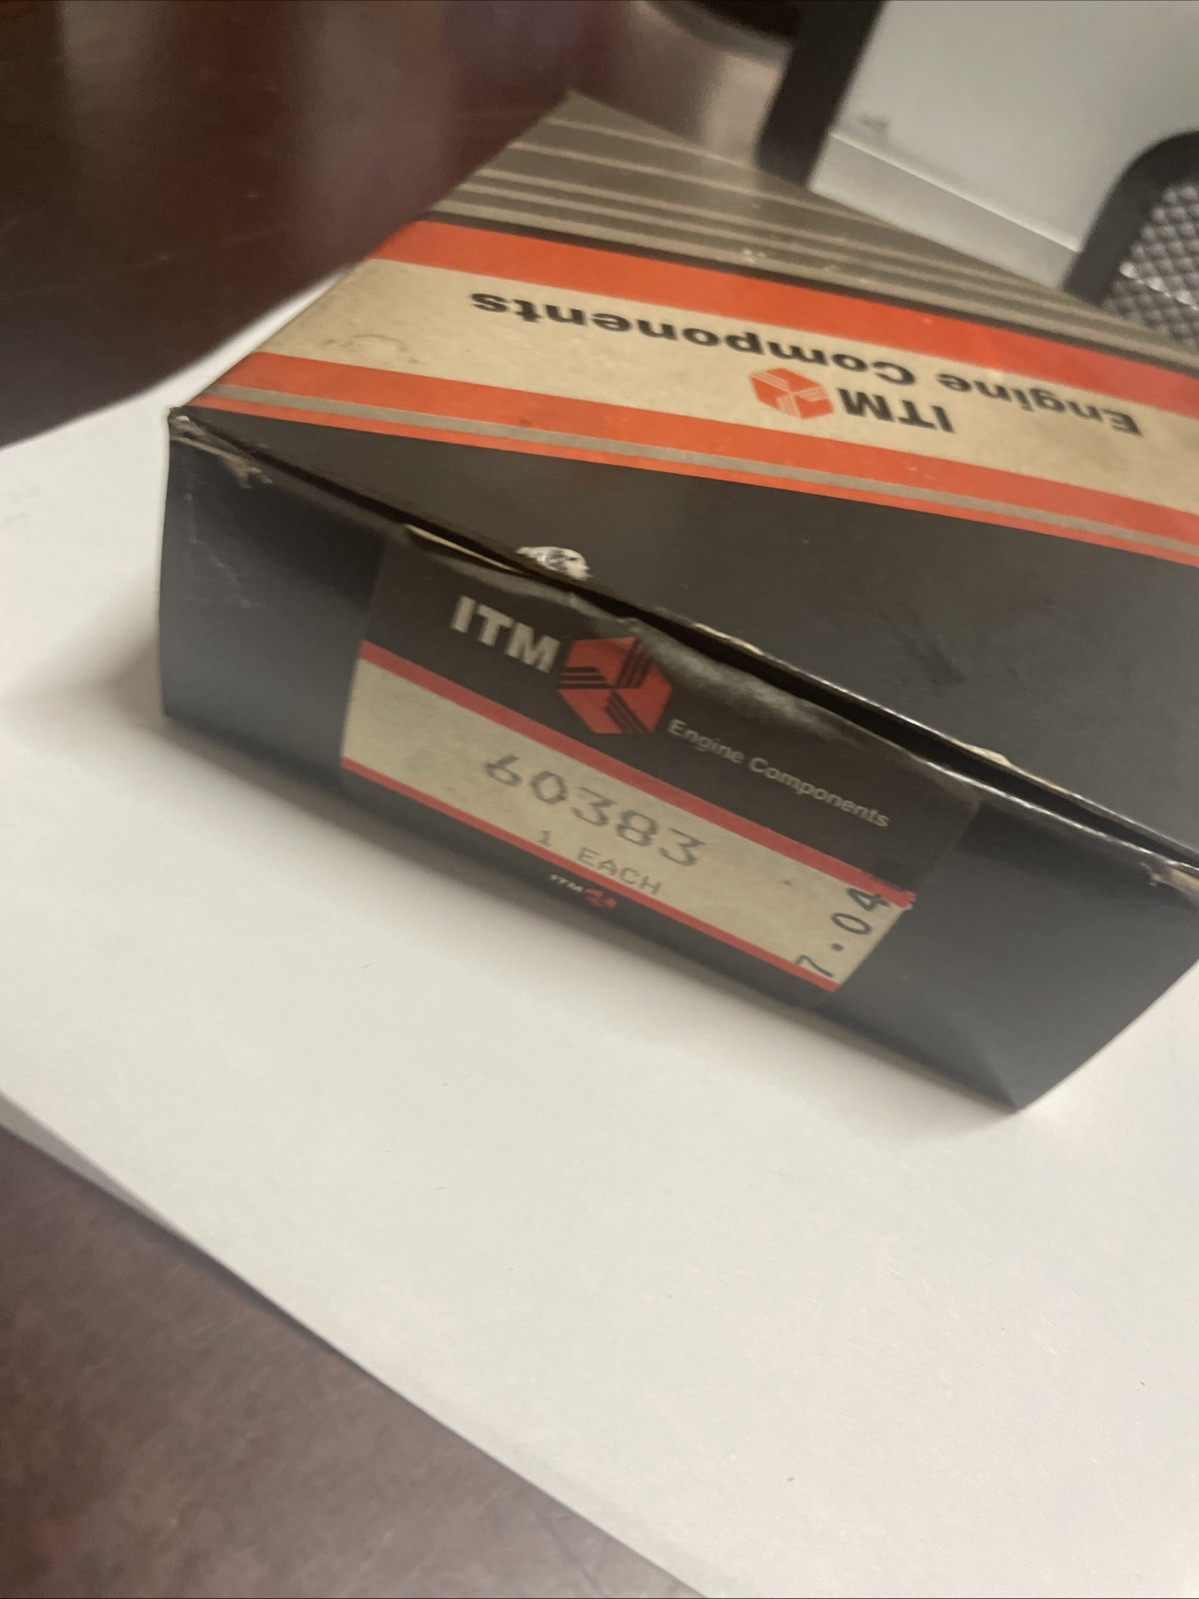 Engine Components
ITM
ITM
Engine Components
60383
1 EACH
7.04
ITM